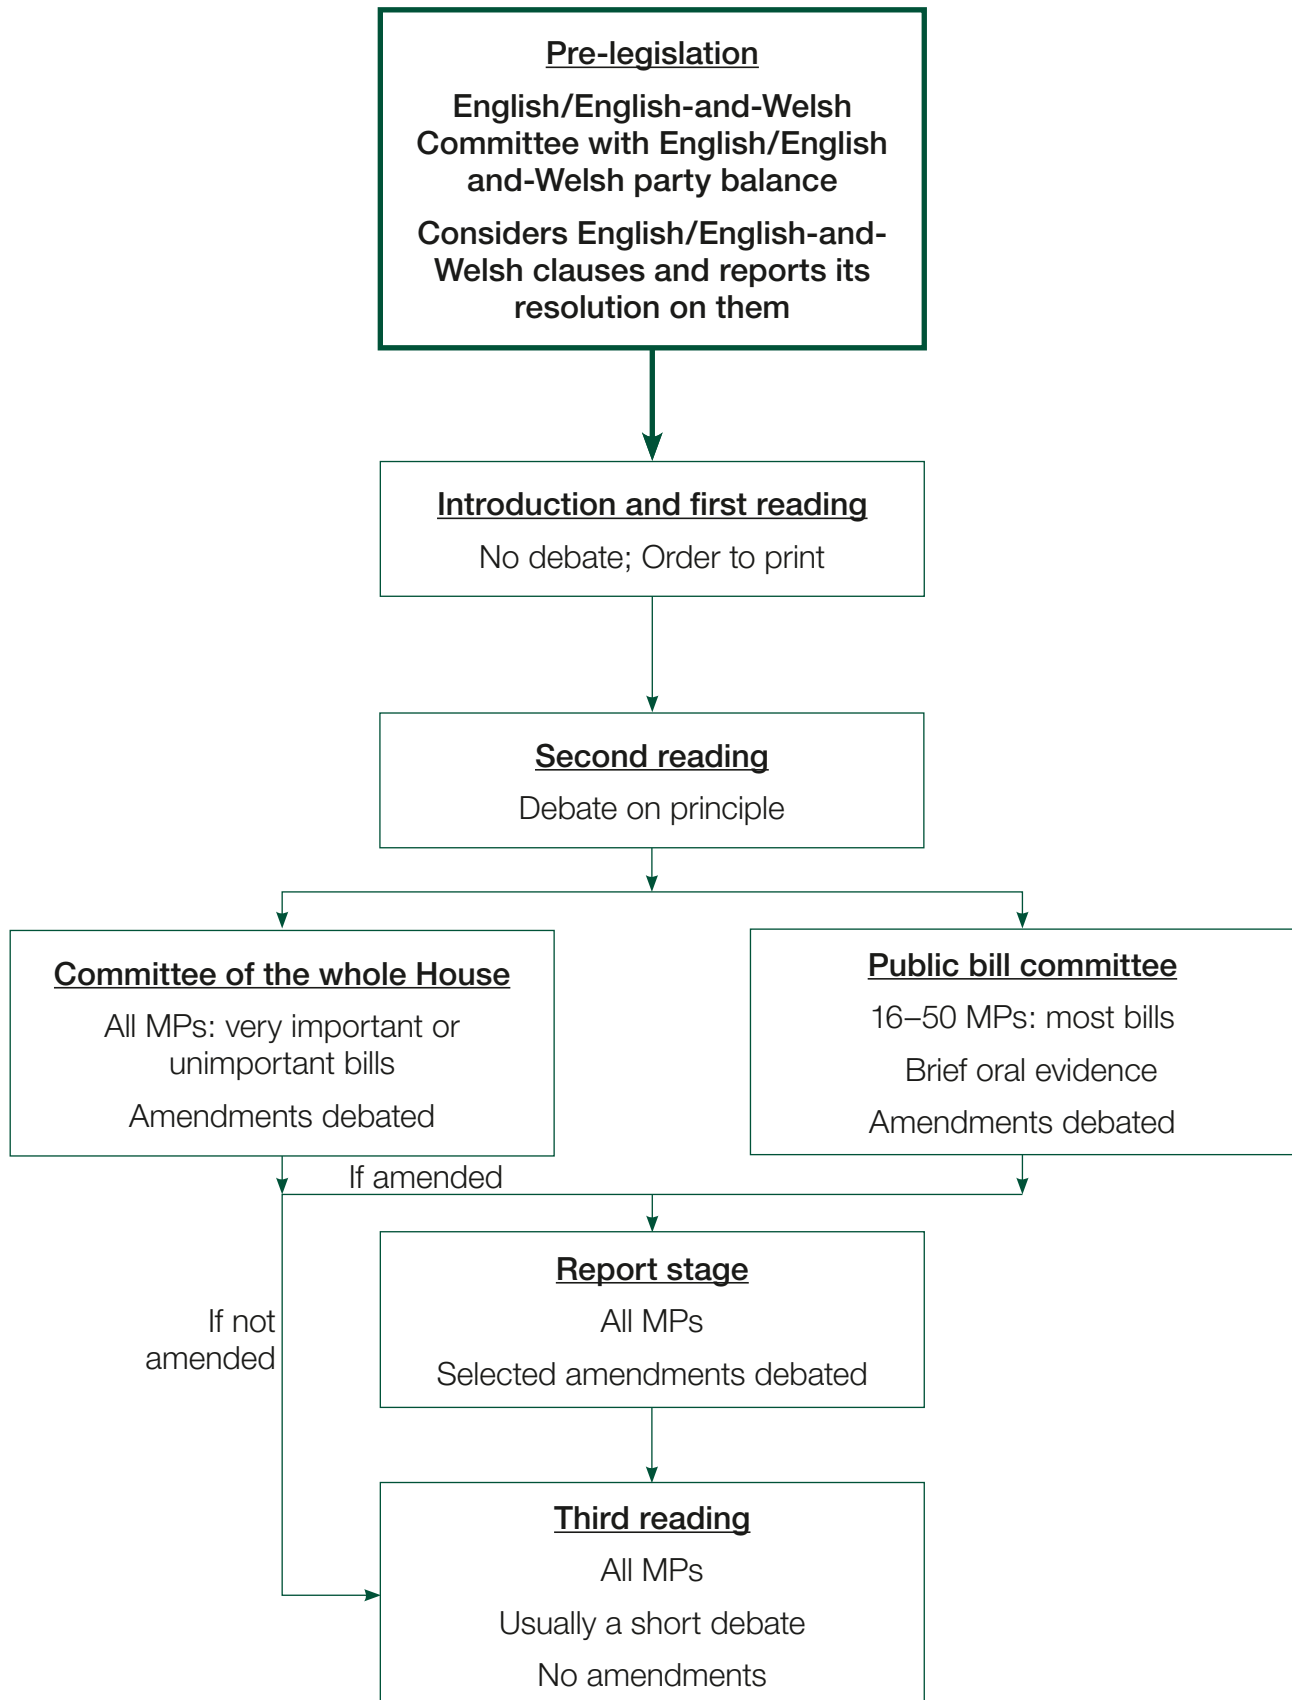 Pre-legislation
English/English-and-Welsh
Committee with English/English
and-Welsh party balance
Considers English/English-and-
Welsh clauses and reports its
resolution on them
Introduction and first reading
No debate; Order to print
Second reading
Debate on principle
Committee of the whole House
All MPs: very important or
unimportant bills
Amendments debated
Public bill committee
16–50 MPs: most bills
Brief oral evidence
Amendments debated
If amended
If not
amended
Report stage
All MPs
Selected amendments debated
Third reading
All MPs
Usually a short debate
No amendments